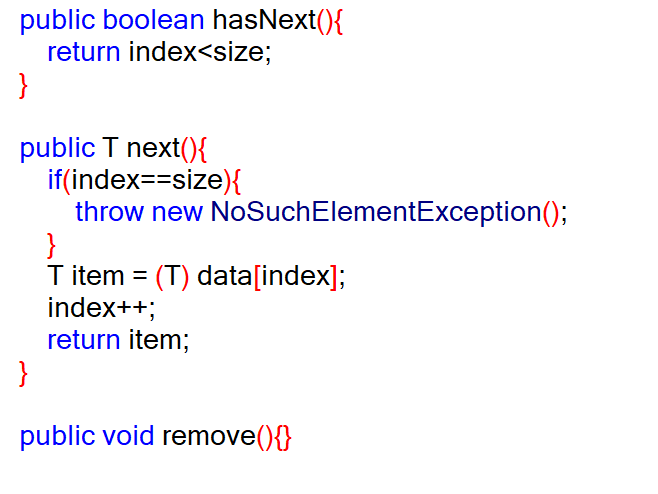 public boolean hasNext(){
    return index<size;
}

public T next(){
    if(index==size){
        throw new NoSuchElementException();
    }
    T item = (T) data[index];
    index++;
    return item;
}

public void remove(){}